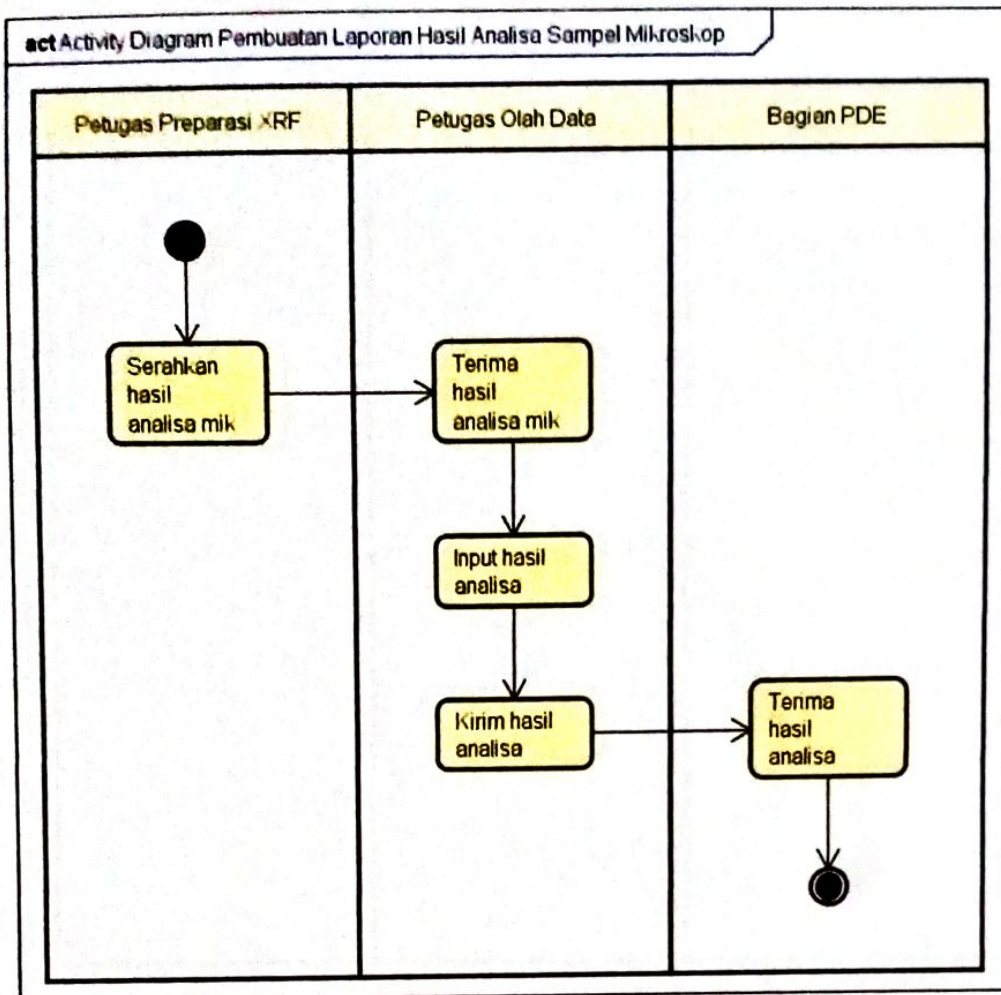 act Activity Diagram Pembuatan Laporan Hasil Analisa Sampel Mikroskop
Petugas Preparasi XRF
Petugas Olah Data
Bagian PDE
Serahkan
hasil
analisa mik
Terima
hasil
analisa mik
Input hasil
analisa
Kirim hasil
analisa
Terima
hasil
analisa